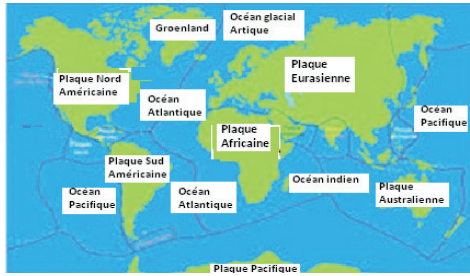 Groenland
Océan glacial
Artique
Plaque Nord
Américaine
Plaque
Eurasienne
Océan
Atlantique
Océan
Pacifique
Plaque
Africaine
Plaque Sud
Américaine
Océan indien
Océan
Pacifique
Océan
Atlantique
Plaque
Australienne
Plaque Pacifique